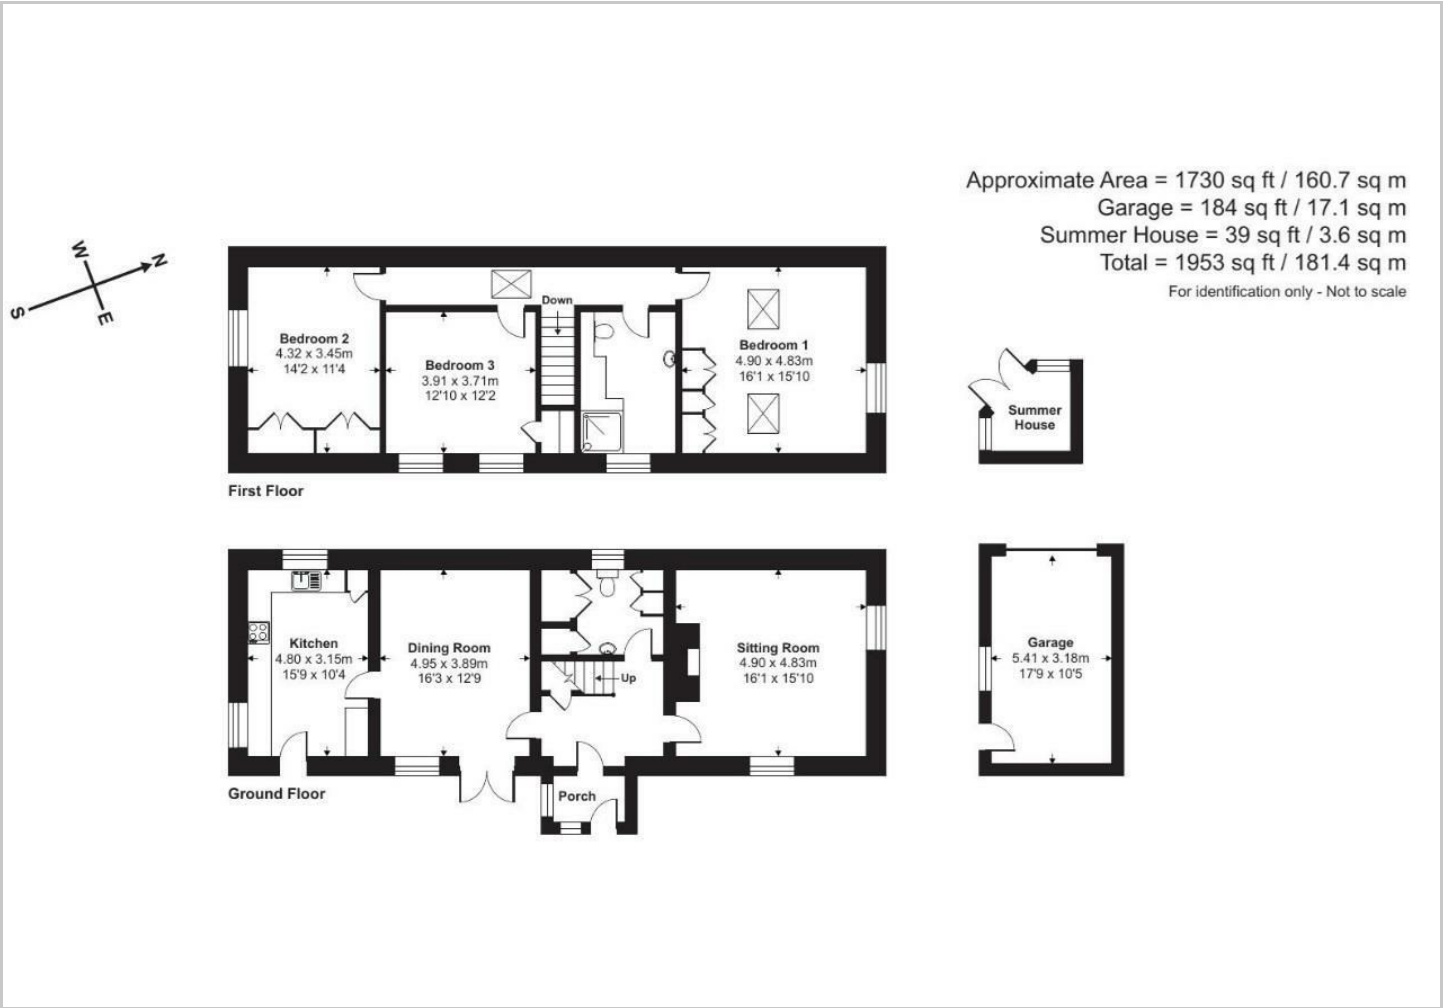 Approximate Area = 1730 sq ft / 160.7 sq m
Garage = 184 sq ft / 17.1 sq m
Summer House = 39 sq ft / 3.6 sq m
Total = 1953 sq ft / 181.4 sq m
For identification only - Not to scale
W
N
S
E
Down
Bedroom 2
4.32 x 3.45m
14'2 x 11'4
Bedroom 3
3.91 x 3.71m
12'10 x 12'2
Bedroom 1
4.90 x 4.83m
16'1 x 15'10
Summer
House
First Floor
Kitchen
4.80 x 3.15m
15'9 x 10'4
Dining Room
4.95 x 3.89m
16'3 x 12'9
Up
Sitting Room
4.90 x 4.83m
16'1 x 15'10
Garage
5.41 x 3.18m
17'9 x 10'5
Porch
Ground Floor